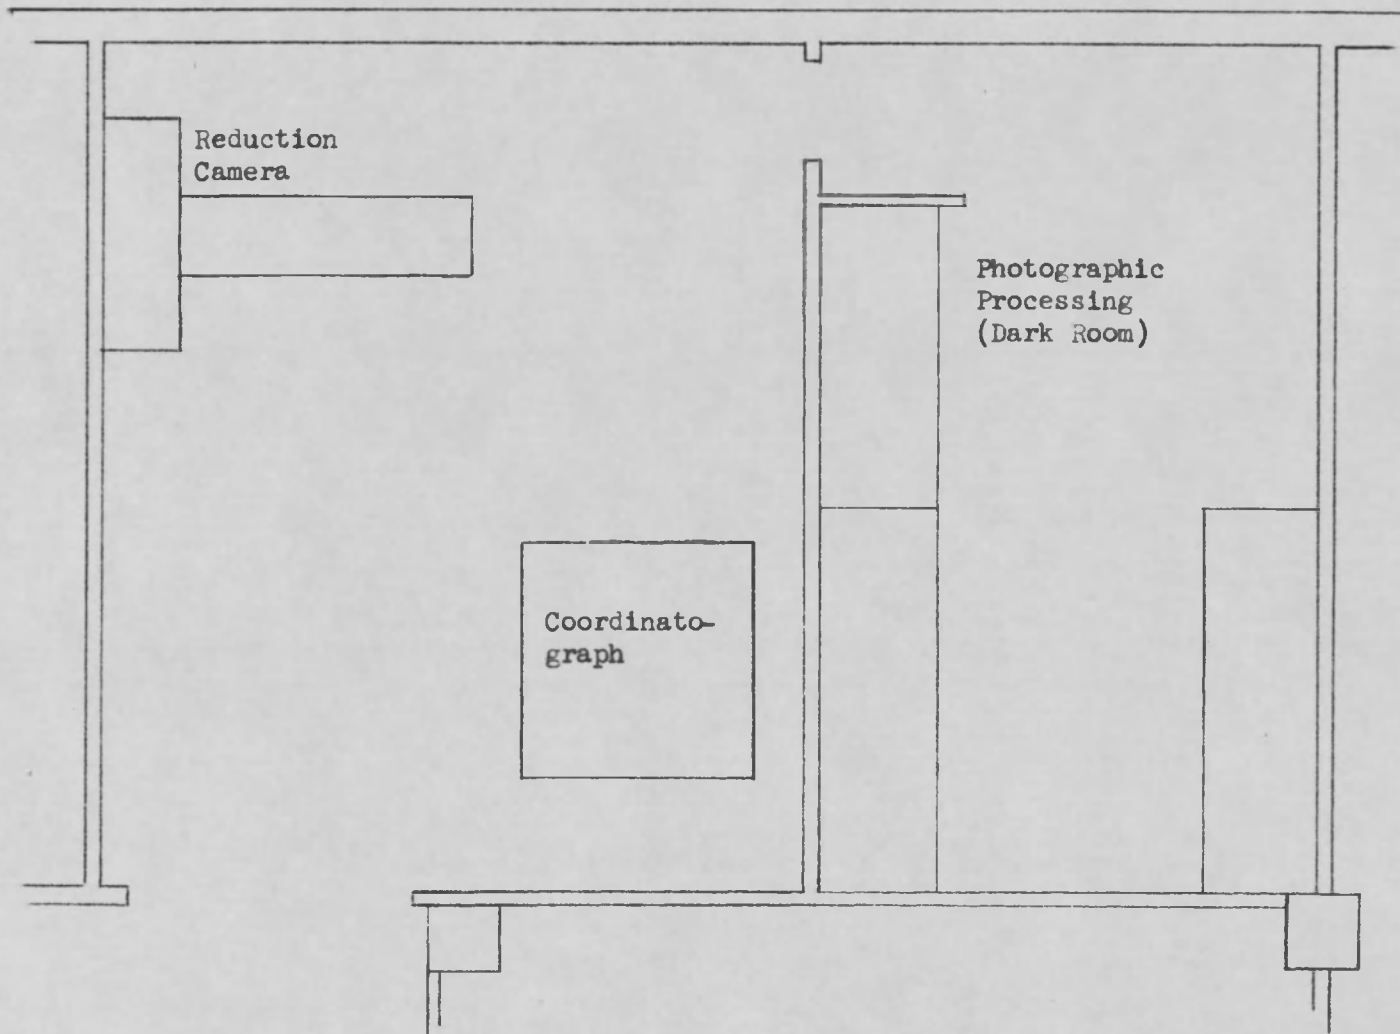 Reduction
Camera
Photographic
Processing
(Dark Room)
Coordinato-
graph